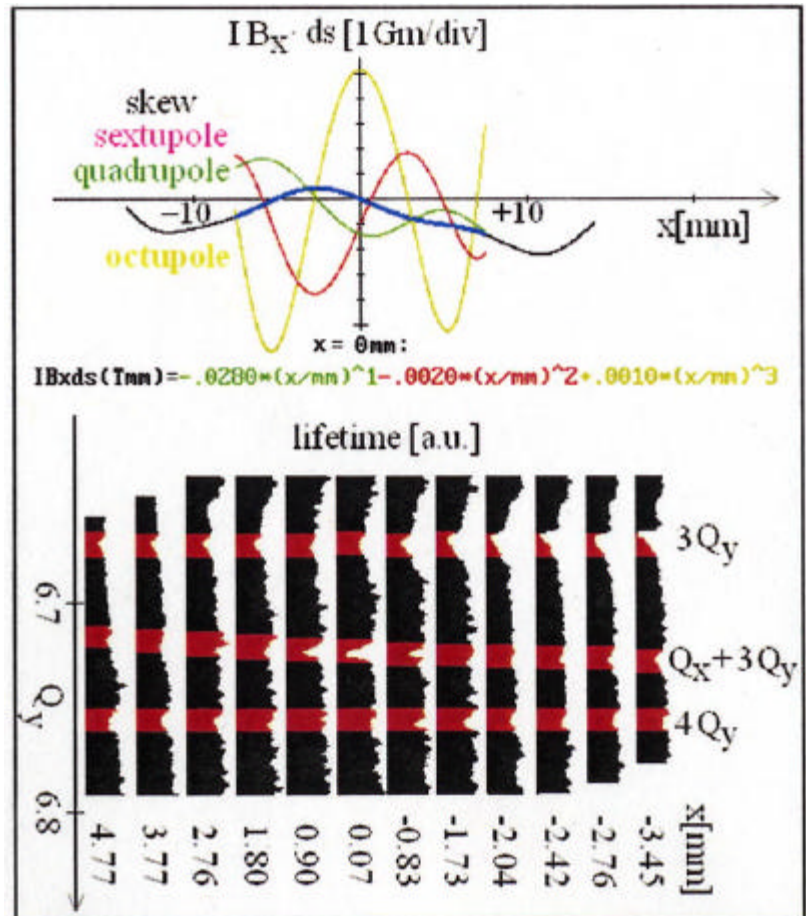 IBx· ds [1Gm/div]
skew
sextupole
quadrupole
-10
+10
x[mm]
octupole
x = 0mm:
IBxds(Tmm)=-.0280*(x/mm)^1-.0020*(x/mm)^2+.0010*(x/mm)^3
lifetime [a.u.]
3Qy
6.7
Qx+3Qy
Qy
4Qy
6.8
4.77 3.77 2.76 1.80 0.90 0.07 -0.83 -1.73 -2.04 -2.42 -2.76 -3.45 x[mm]